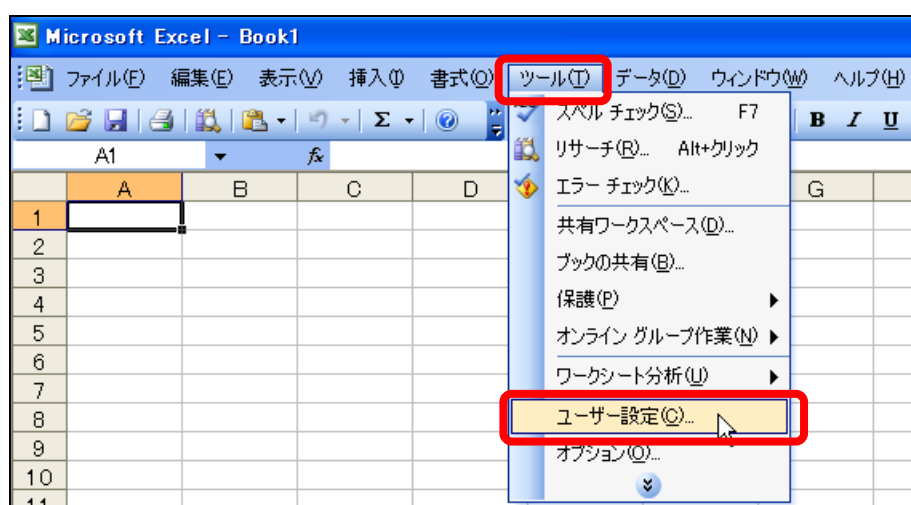 Microsoft Excel - Book1
ファイル(F) 編集(E) 表示(V) 挿入(I) 書式(O) ツール(T) データ(D) ウィンドウ(W) ヘルプ(H)
Σ B I U
A1 fx
A B C D G
スペル チェック(S)... F7
リサーチ(R)... Alt+クリック
エラー チェック(K)...
共有ワークスペース(D)...
ブックの共有(B)...
保護(P)
オンライン グループ作業(N)
ワークシート分析(U)
ユーザー設定(C)...
オプション(O)...
1
2
3
4
5
6
7
8
9
10
11